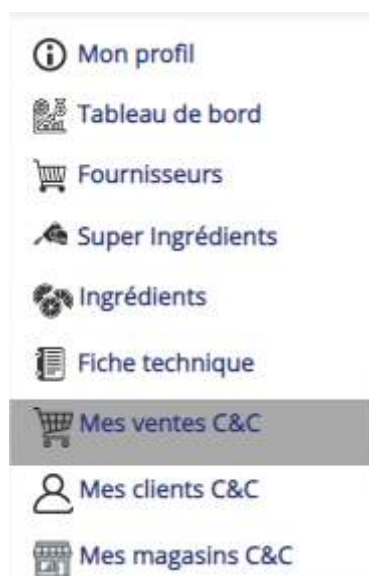 Mon profil
Tableau de bord
Fournisseurs
Super Ingrédients
Ingrédients
Fiche technique
Mes ventes C&C
Mes clients C&C
Mes magasins C&C